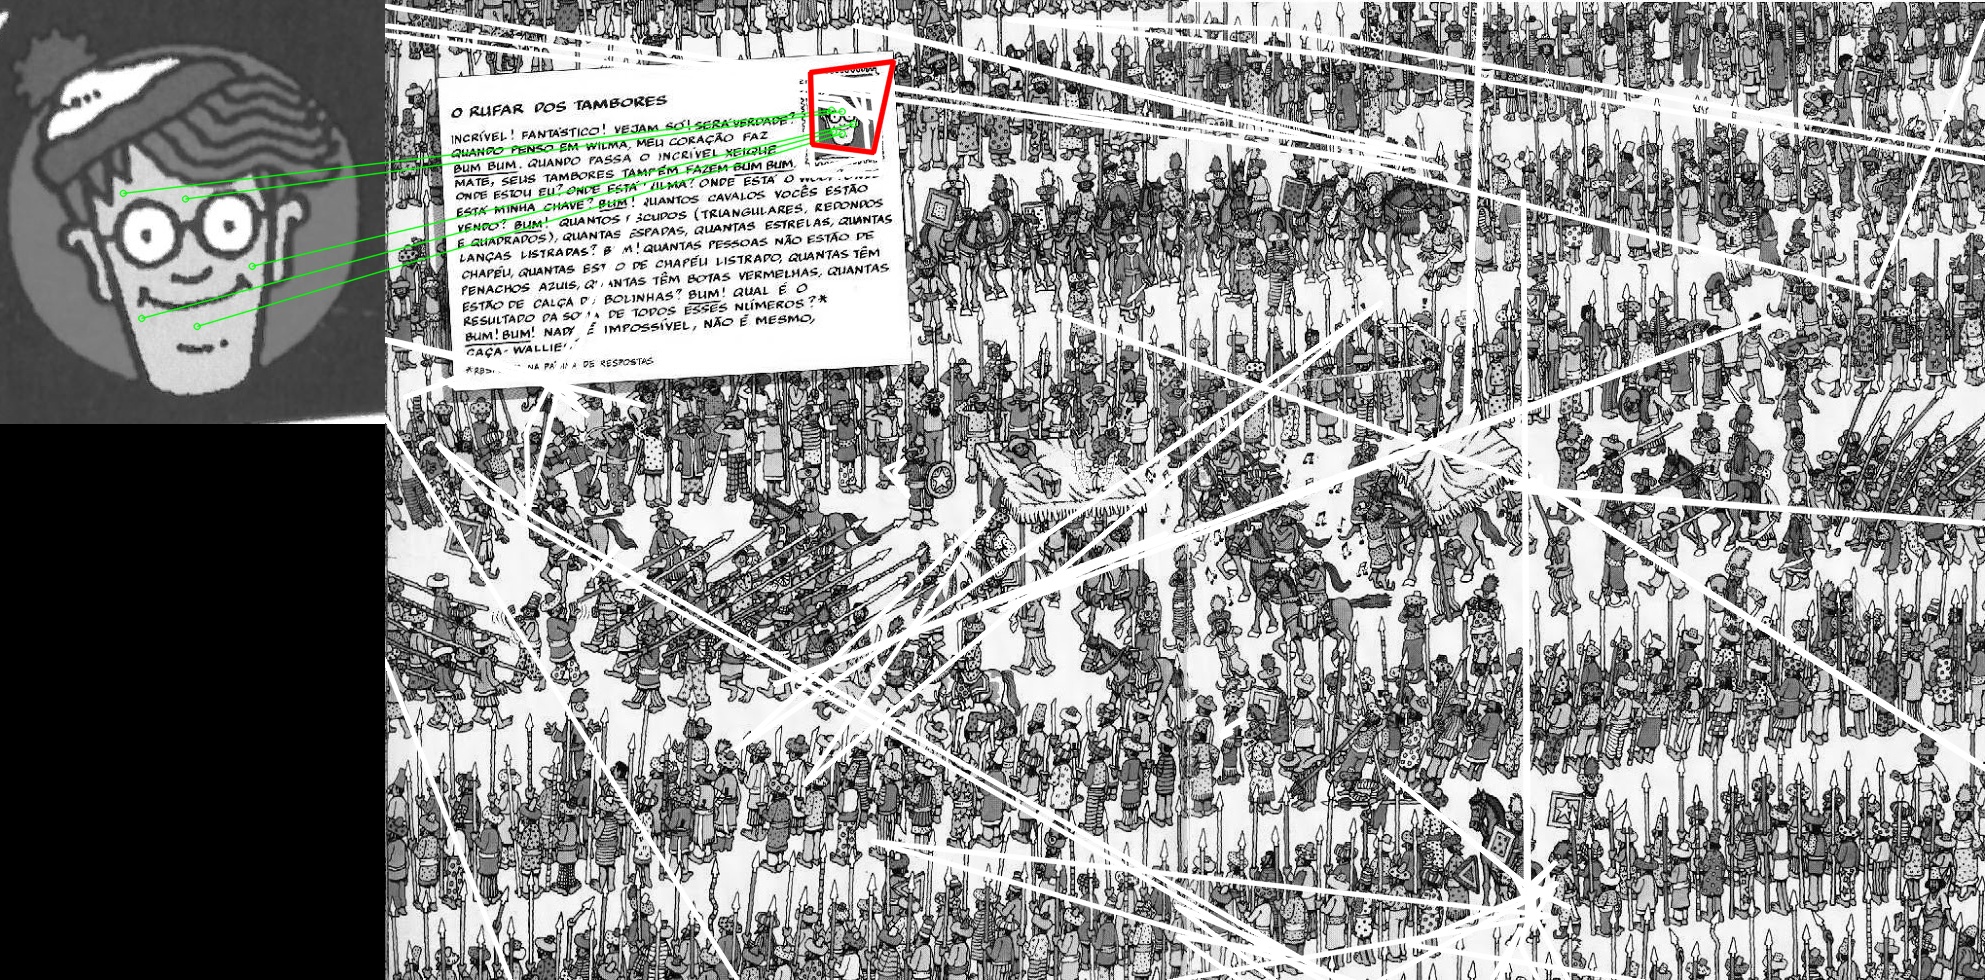 O RUFAR DOS TAMBORES
INCRÍVEL! FANTÁSTICO! VEJAM SÓ! SERÁ VERDADE?
QUANDO PENSO EM WILMA, MEU CORAÇÃO FAZ
BUM BUM. QUANDO PASSA O INCRÍVEL XEIQUE
MATE, SEUS TAMBORES TAMBÉM FAZEM BUM BUM.
ONDE ESTOU EU? ONDE ESTÁ WILMA? ONDE ESTÁ O
ESTÁ MINHA CHAVE? BUM! QUANTOS CAVALOS VOCÊS ESTÃO
VENDO? BUM! QUANTOS ESCUDOS (TRIANGULARES, REDONDOS
E QUADRADOS), QUANTAS ESPADAS, QUANTAS ESTRELAS, QUANTAS
LANÇAS LISTRADAS? BUM! QUANTAS PESSOAS NÃO ESTÃO DE
CHAPÉU, QUANTAS ESTÃO DE CHAPÉU LISTRADO, QUANTAS TÊM
PENACHOS AZUIS, QUANTAS TÊM BOTAS VERMELHAS, QUANTAS
ESTÃO DE CALÇA DE BOLINHAS? BUM! QUAL É O
RESULTADO DA SOMA DE TODOS ESSES NÚMEROS?*
BUM! BUM! NADA É IMPOSSÍVEL, NÃO É MESMO,
CAÇA-WALLIE
NA PÁGINA DE RESPOSTAS